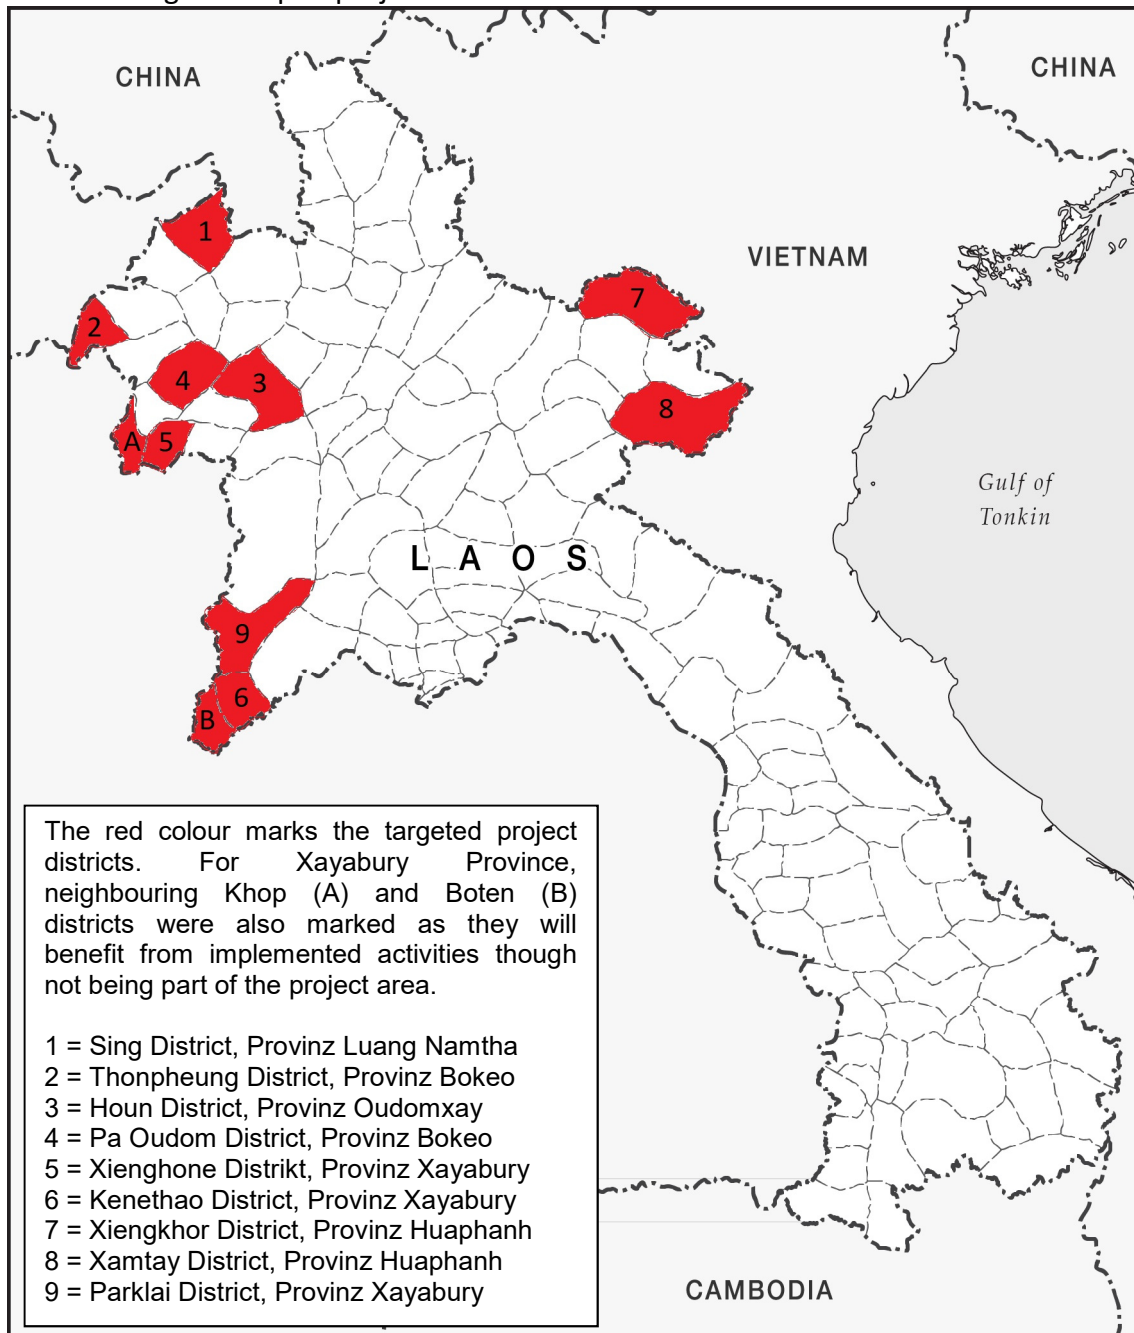 CHINA
CHINA
1
VIETNAM
7
2
4
3
8
A
5
Gulf of
Tonkin
L A O S
9
6
B
The red colour marks the targeted project
districts. For Xayabury Province,
neighbouring Khop (A) and Boten (B)
districts were also marked as they will
benefit from implemented activities though
not being part of the project area.
1 = Sing District, Provinz Luang Namtha
2 = Thonpheung District, Provinz Bokeo
3 = Houn District, Provinz Oudomxay
4 = Pa Oudom District, Provinz Bokeo
5 = Xienghone Distrikt, Provinz Xayabury
6 = Kenethao District, Provinz Xayabury
7 = Xiengkhor District, Provinz Huaphanh
8 = Xamtay District, Provinz Huaphanh
9 = Parklai District, Provinz Xayabury
CAMBODIA